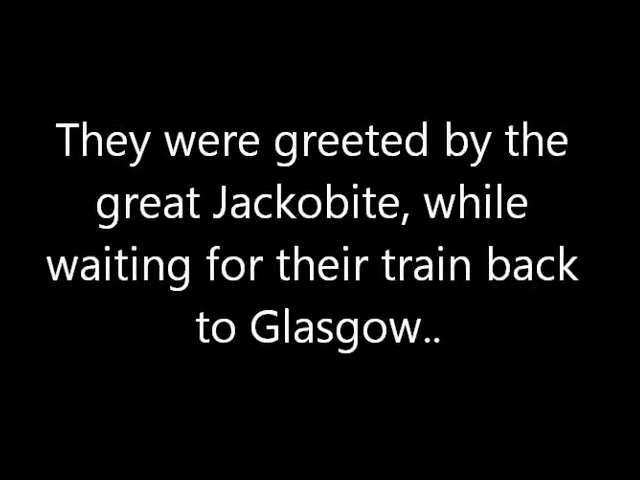 They were greeted by the
great Jackobite, while
waiting for their train back
to Glasgow..